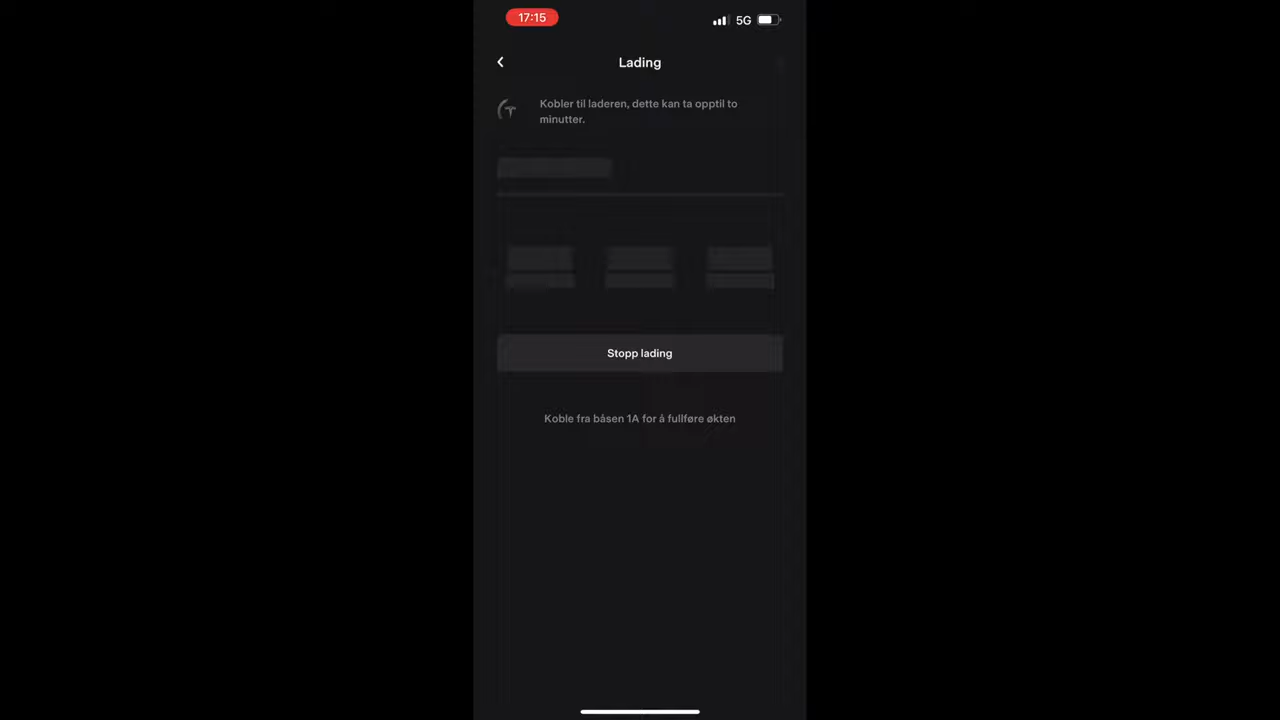 17:15
5G
Lading
Kobler til laderen, dette kan ta opptil to
minutter.
Stopp lading
Koble fra båsen 1A for å fullføre økten